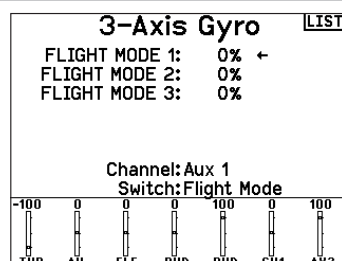 3-Axis Gyro
LIST
FLIGHT MODE 1: 0% ←
FLIGHT MODE 2: 0%
FLIGHT MODE 3: 0%
Channel: Aux 1
Switch: Flight Mode
-100 0 0 0 100 0 100